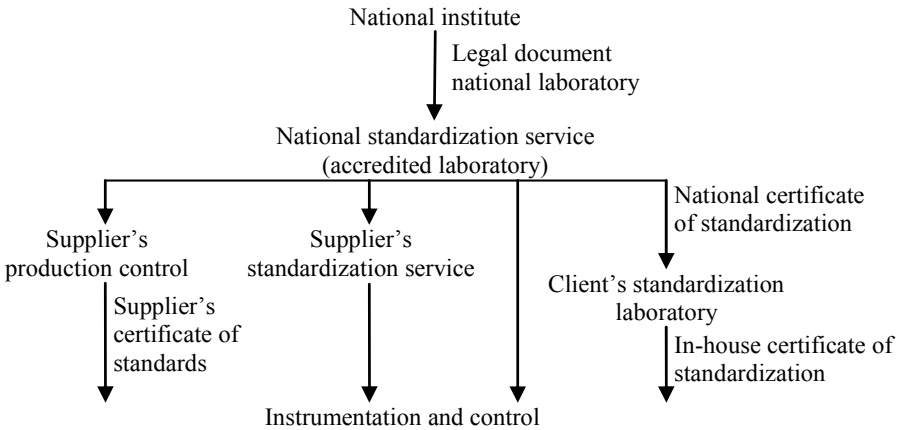 National institute
Legal document
national laboratory
National standardization service
(accredited laboratory)
National certificate
of standardization
Supplier’s
production control
Supplier’s
standardization service
Client’s standardization
laboratory
Supplier’s
certificate of
standards
In-house certificate of
standardization
Instrumentation and control